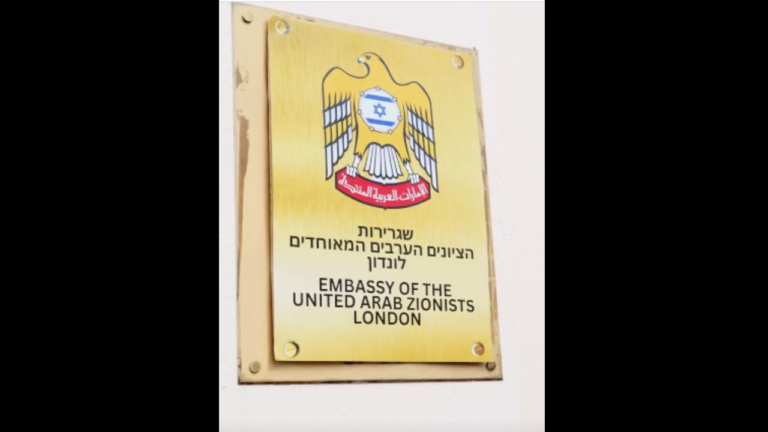 الإمارات العربية المتحدة
שגרירות
הציונים הערבים המאוחדים
לונדון
EMBASSY OF THE
UNITED ARAB ZIONISTS
LONDON